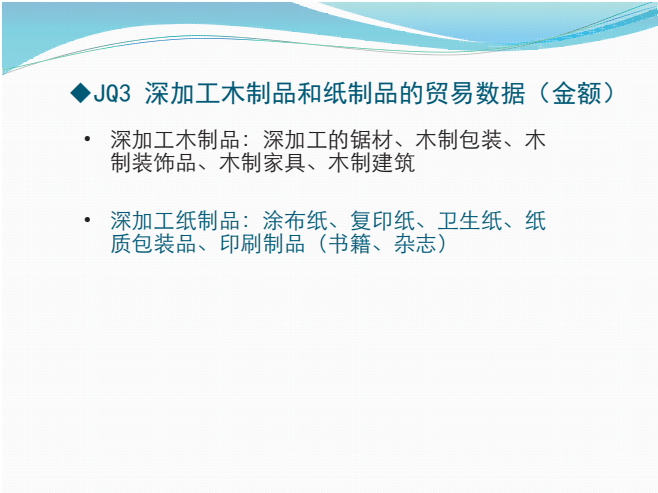 ◆JQ3 深加工木制品和纸制品的贸易数据（金额）
• 深加工木制品：深加工的锯材、木制包装、木
制装饰品、木制家具、木制建筑
• 深加工纸制品：涂布纸、复印纸、卫生纸、纸
质包装品、印刷制品（书籍、杂志）